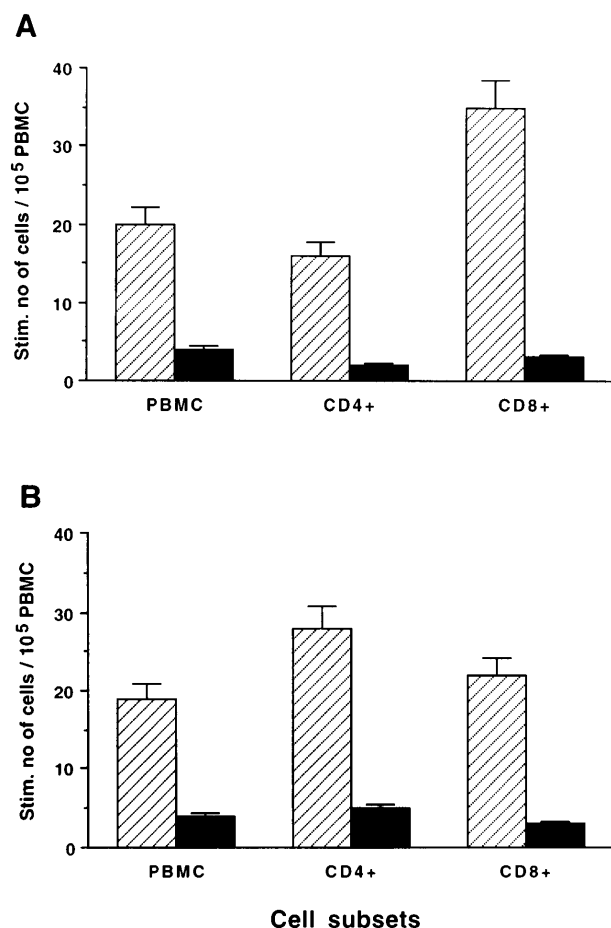 A
Stim. no of cells / 10⁵ PBMC
40
30
20
10
0
PBMC CD4+ CD8+
B
Stim. no of cells / 10⁵ PBMC
40
30
20
10
0
PBMC CD4+ CD8+
Cell subsets